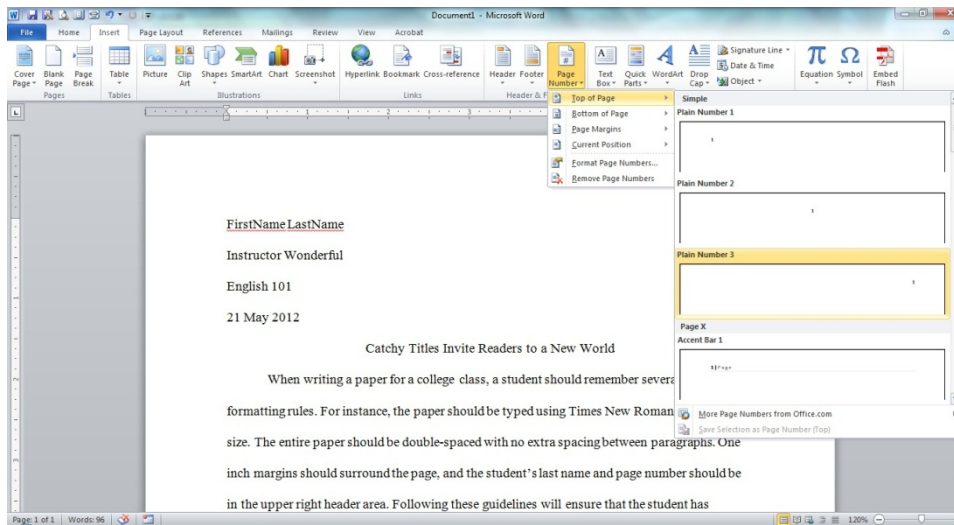 Document1 - Microsoft Word
File Home Insert Page Layout References Mailings Review View Acrobat
Cover Page Blank Page Page Break Table Picture Clip Art Shapes SmartArt Chart Screenshot Hyperlink Bookmark Cross-reference Header Footer Page Number Text Box Quick Parts WordArt Drop Cap Signature Line Date & Time Object Equation Symbol Embed Flash
Pages Tables Illustrations Links Header & F
Top of Page
Bottom of Page
Page Margins
Current Position
Format Page Numbers...
Remove Page Numbers
Simple
Plain Number 1
1
Plain Number 2
1
Plain Number 3
1
Page X
Accent Bar 1
1|Page
More Page Numbers from Office.com
Save Selection as Page Number (Top)
FirstName LastName
Instructor Wonderful
English 101
21 May 2012
Catchy Titles Invite Readers to a New World
When writing a paper for a college class, a student should remember severa
formatting rules. For instance, the paper should be typed using Times New Roman
size. The entire paper should be double-spaced with no extra spacing between paragraphs. One
inch margins should surround the page, and the student's last name and page number should be
in the upper right header area. Following these guidelines will ensure that the student has
Page: 1 of 1 Words: 96 120%